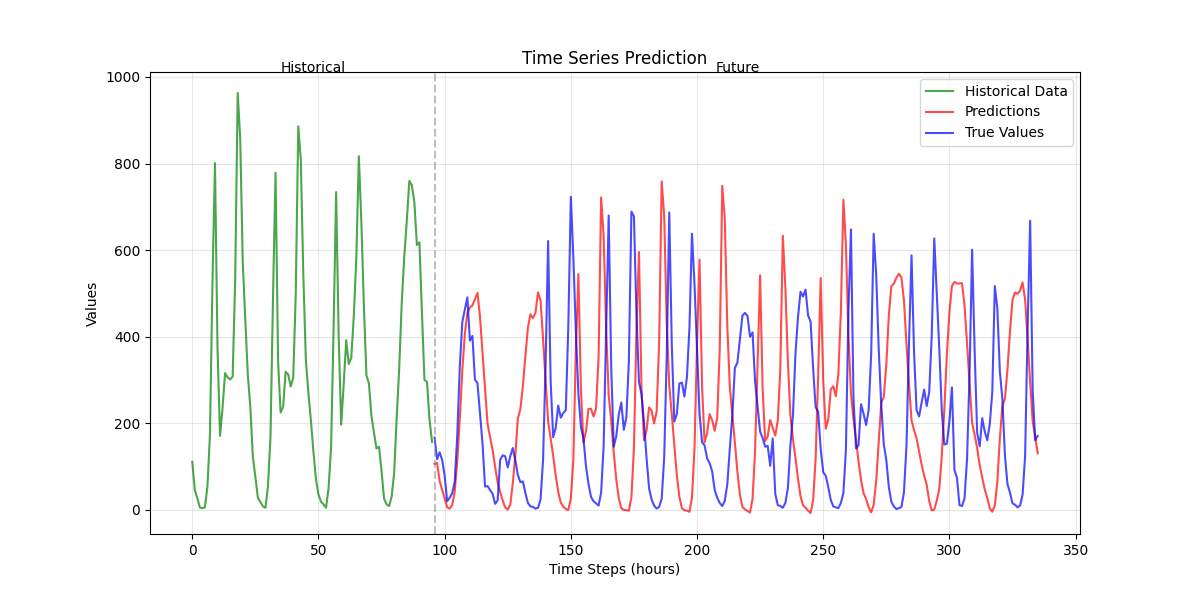 Time Series Prediction
Historical
Future
Historical Data
Predictions
True Values
Values
1000
800
600
400
200
0
0
50
100
150
200
250
300
350
Time Steps (hours)